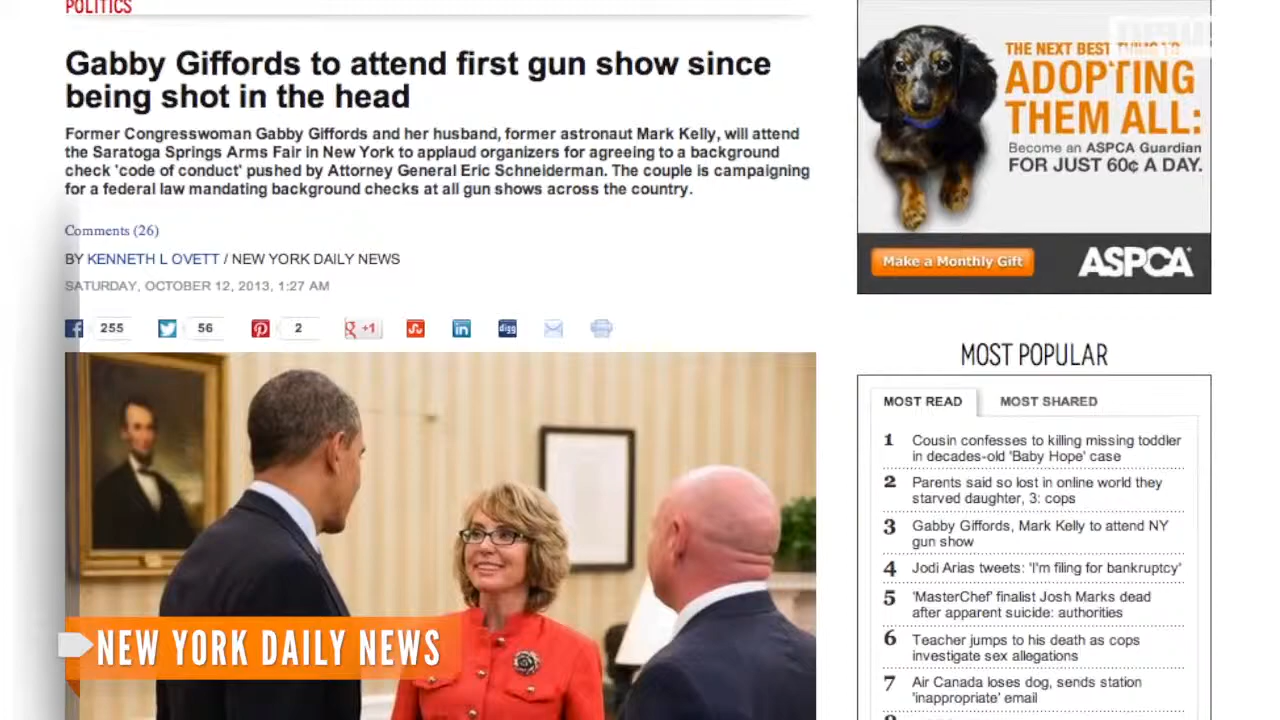 POLITICS
Gabby Giffords to attend first gun show since
being shot in the head
Former Congresswoman Gabby Giffords and her husband, former astronaut Mark Kelly, will attend
the Saratoga Springs Arms Fair in New York to applaud organizers for agreeing to a background
check 'code of conduct' pushed by Attorney General Eric Schneiderman. The couple is campaigning
for a federal law mandating background checks at all gun shows across the country.
Comments (26)
BY KENNETH LOVETT / NEW YORK DAILY NEWS
SATURDAY, OCTOBER 12, 2013, 1:27 AM
255
56
2
g +1
in
digg
NEW YORK DAILY NEWS
THE NEXT BEST THING TO
ADOPTING
THEM ALL:
Become an ASPCA Guardian
FOR JUST 60¢ A DAY.
Make a Monthly Gift
ASPCA
MOST POPULAR
MOST READ
MOST SHARED
1 Cousin confesses to killing missing toddler
in decades-old 'Baby Hope' case
2 Parents said so lost in online world they
starved daughter, 3: cops
3 Gabby Giffords, Mark Kelly to attend NY
gun show
4 Jodi Arias tweets: 'I'm filing for bankruptcy'
5 'MasterChef' finalist Josh Marks dead
after apparent suicide: authorities
6 Teacher jumps to his death as cops
investigate sex allegations
7 Air Canada loses dog, sends station
'inappropriate' email